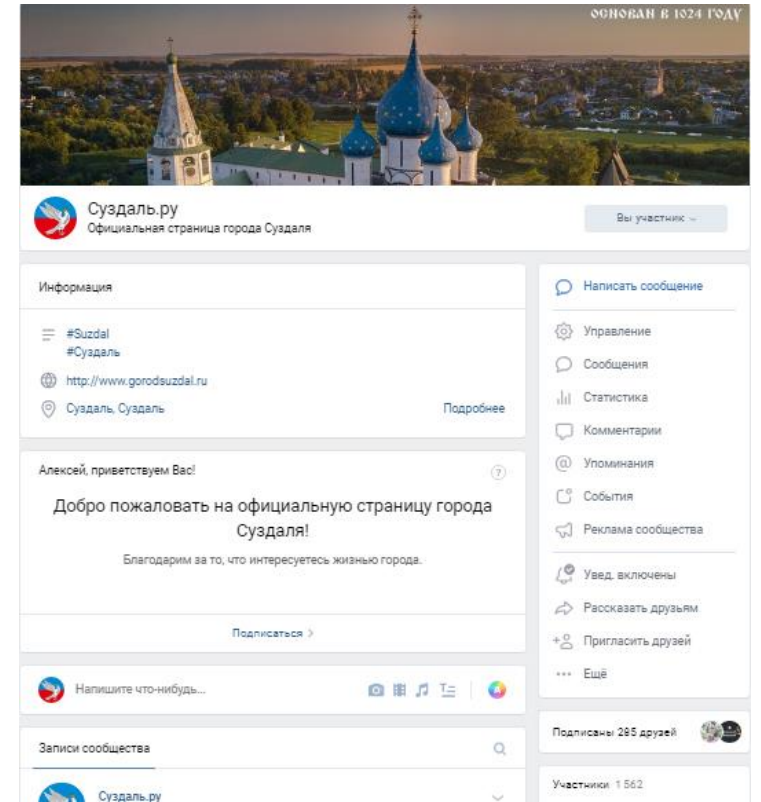 ОСНОВАН В 1024 ГОДУ
Суздаль.ру
Официальная страница города Суздаля
Вы участник
Информация
#Suzdal
#Суздаль
http://www.gorodsuzdal.ru
Суздаль, Суздаль
Подробнее
Алексей, приветствуем Вас!
?
Добро пожаловать на официальную страницу города
Суздаля!
Благодарим за то, что интересуетесь жизнью города.
Подписаться >
Напишите что-нибудь...
Записи сообщества
Суздаль.ру
Написать сообщение
Управление
Сообщения
Статистика
Комментарии
Упоминания
События
Реклама сообщества
Увед. включены
Рассказать друзьям
Пригласить друзей
Ещё
Подписаны 285 друзей
Участники 1 562